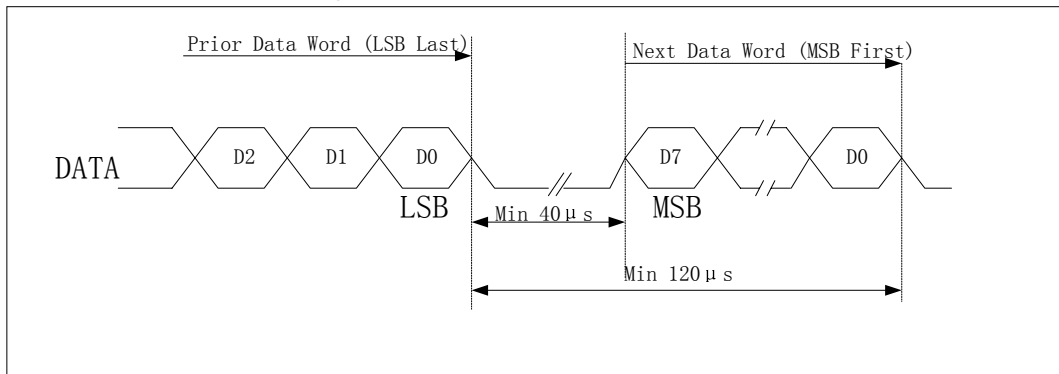 Prior Data Word (LSB Last)
Next Data Word (MSB First)
DATA
D2
D1
D0
D7
D0
LSB
Min 40μs
MSB
Min 120μs